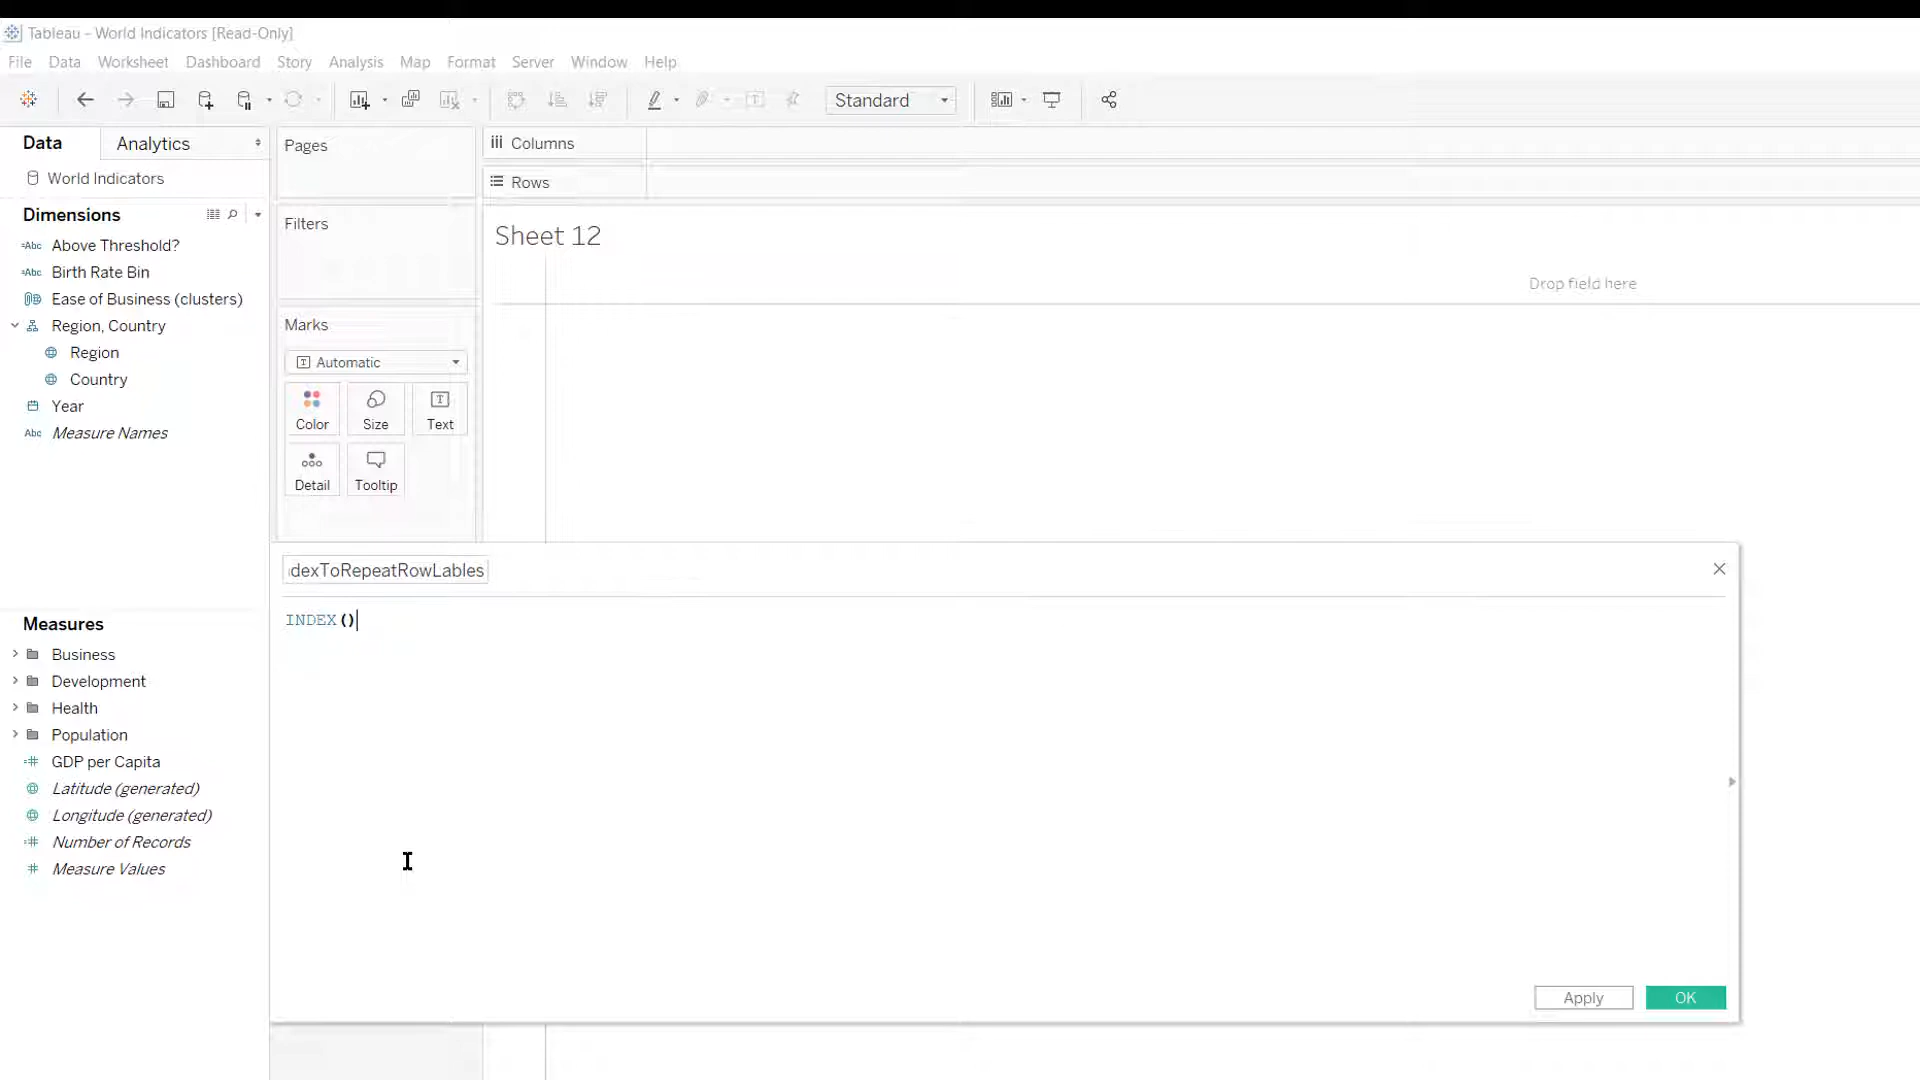 Tableau - World Indicators [Read-Only]
File Data Worksheet Dashboard Story Analysis Map Format Server Window Help
Standard
Data Analytics
World Indicators
Dimensions
Above Threshold?
Birth Rate Bin
Ease of Business (clusters)
Region, Country
Region
Country
Year
Abc Measure Names
Measures
Business
Development
Health
Population
GDP per Capita
Latitude (generated)
Longitude (generated)
Number of Records
Measure Values
Pages
Filters
Marks
Automatic
Color Size Text
Detail Tooltip
Columns
Rows
Sheet 12
Drop field here
dexToRepeatRowLables
INDEX()
Apply OK